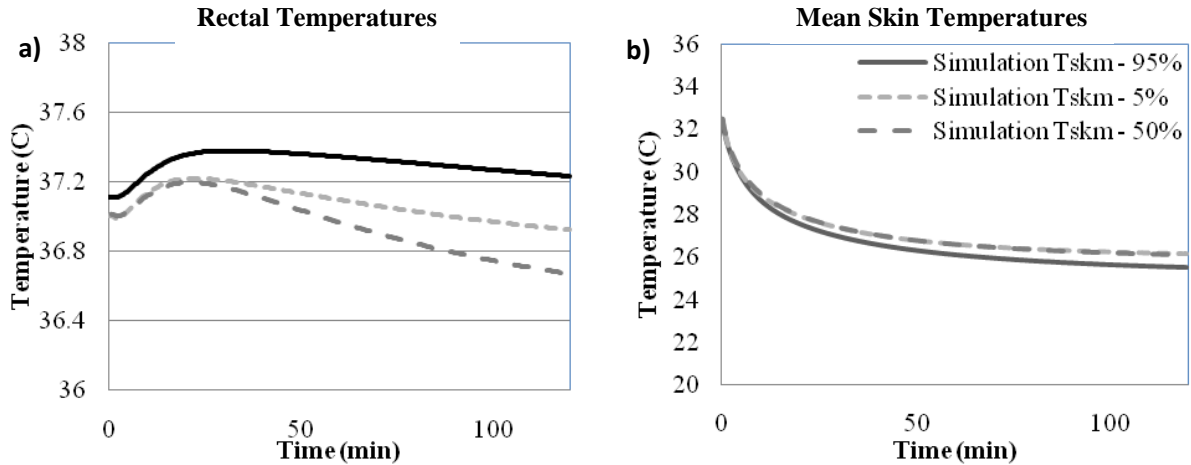 Rectal Temperatures
a)
38
37.6
37.2
36.8
36.4
36
Temperature (C)
0 50 100
Time (min)
Mean Skin Temperatures
b)
36
34
32
30
28
26
24
22
20
Temperature (C)
Simulation Tskm - 95%
Simulation Tskm - 5%
Simulation Tskm - 50%
0 50 100
Time (min)